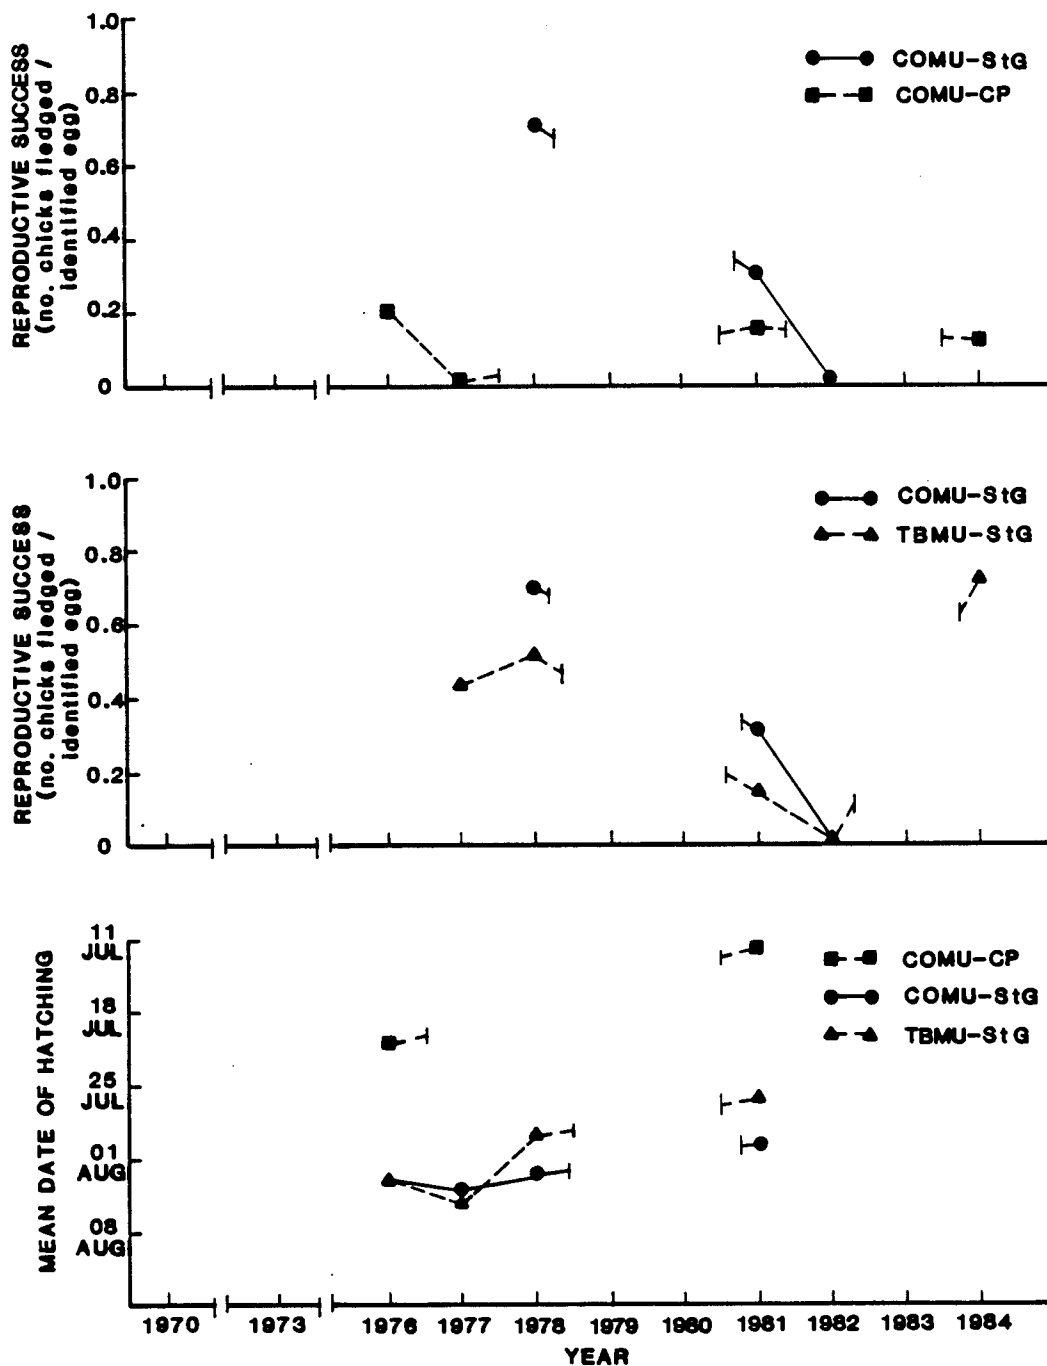 REPRODUCTIVE SUCCESS
(no. chicks fledged /
identified egg)
1.0
0.8
0.6
0.4
0.2
0
COMU-StG
COMU-CP
REPRODUCTIVE SUCCESS
(no. chicks fledged /
identified egg)
1.0
0.8
0.6
0.4
0.2
0
COMU-StG
TBMU-StG
MEAN DATE OF HATCHING
11
JUL
18
JUL
25
JUL
01
AUG
08
AUG
COMU-CP
COMU-StG
TBMU-StG
1970 1973 1976 1977 1978 1979 1980 1981 1982 1983 1984
YEAR